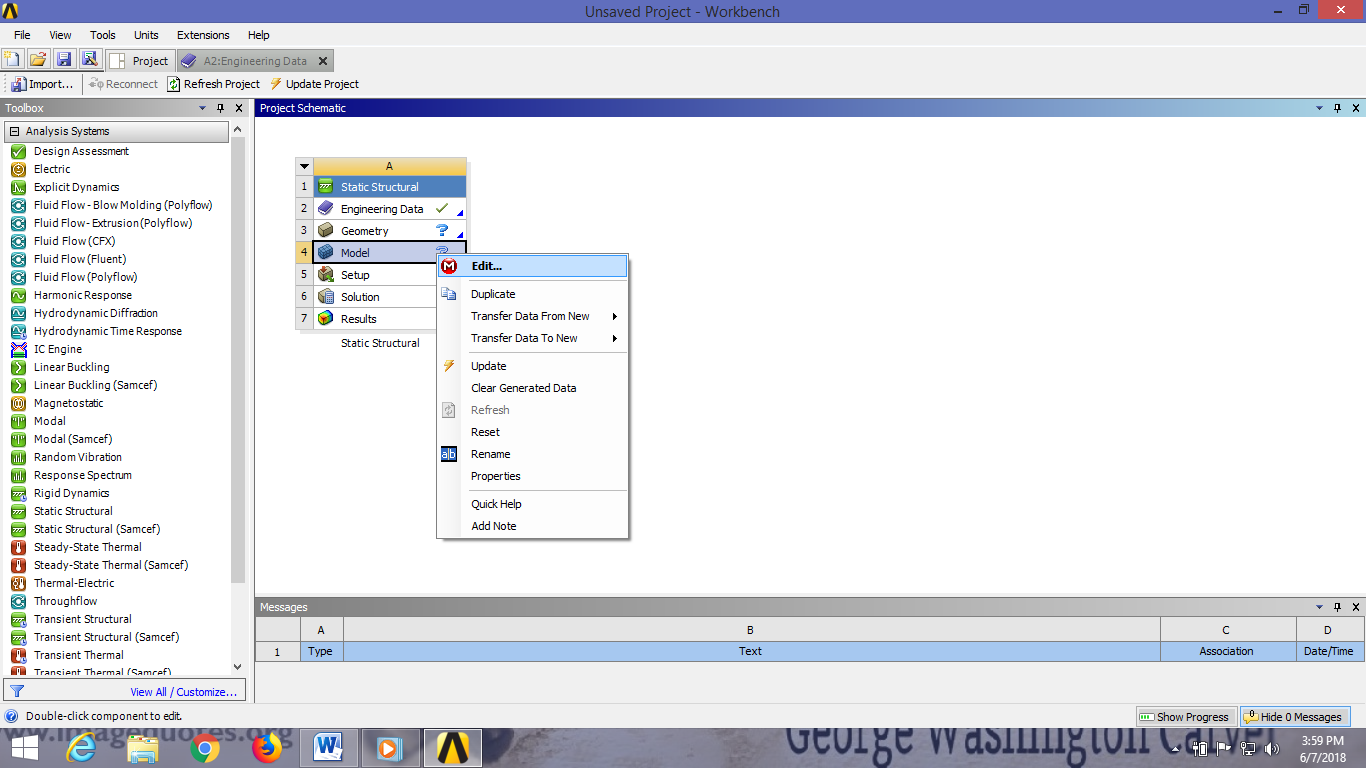 Unsaved Project - Workbench
File View Tools Units Extensions Help
Project A2:Engineering Data
Import... Reconnect Refresh Project Update Project
Toolbox
Project Schematic
Analysis Systems
Design Assessment
Electric
Explicit Dynamics
Fluid Flow - Blow Molding (Polyflow)
Fluid Flow- Extrusion (Polyflow)
Fluid Flow (CFX)
Fluid Flow (Fluent)
Fluid Flow (Polyflow)
Harmonic Response
Hydrodynamic Diffraction
Hydrodynamic Time Response
IC Engine
Linear Buckling
Linear Buckling (Samcef)
Magnetostatic
Modal
Modal (Samcef)
Random Vibration
Response Spectrum
Rigid Dynamics
Static Structural
Static Structural (Samcef)
Steady-State Thermal
Steady-State Thermal (Samcef)
Thermal-Electric
Throughflow
Transient Structural
Transient Structural (Samcef)
Transient Thermal
Transient Thermal (Samcef)
View All / Customize...
A
1 Static Structural
2 Engineering Data
3 Geometry
4 Model
5 Setup
6 Solution
7 Results
Static Structural
Edit...
Duplicate
Transfer Data From New
Transfer Data To New
Update
Clear Generated Data
Refresh
Reset
a|b Rename
Properties
Quick Help
Add Note
Messages
A B C D
1 Type Text Association Date/Time
Double-click component to edit.
Show Progress
0 Hide 0 Messages
George Washington Carver
3:59 PM
6/7/2018